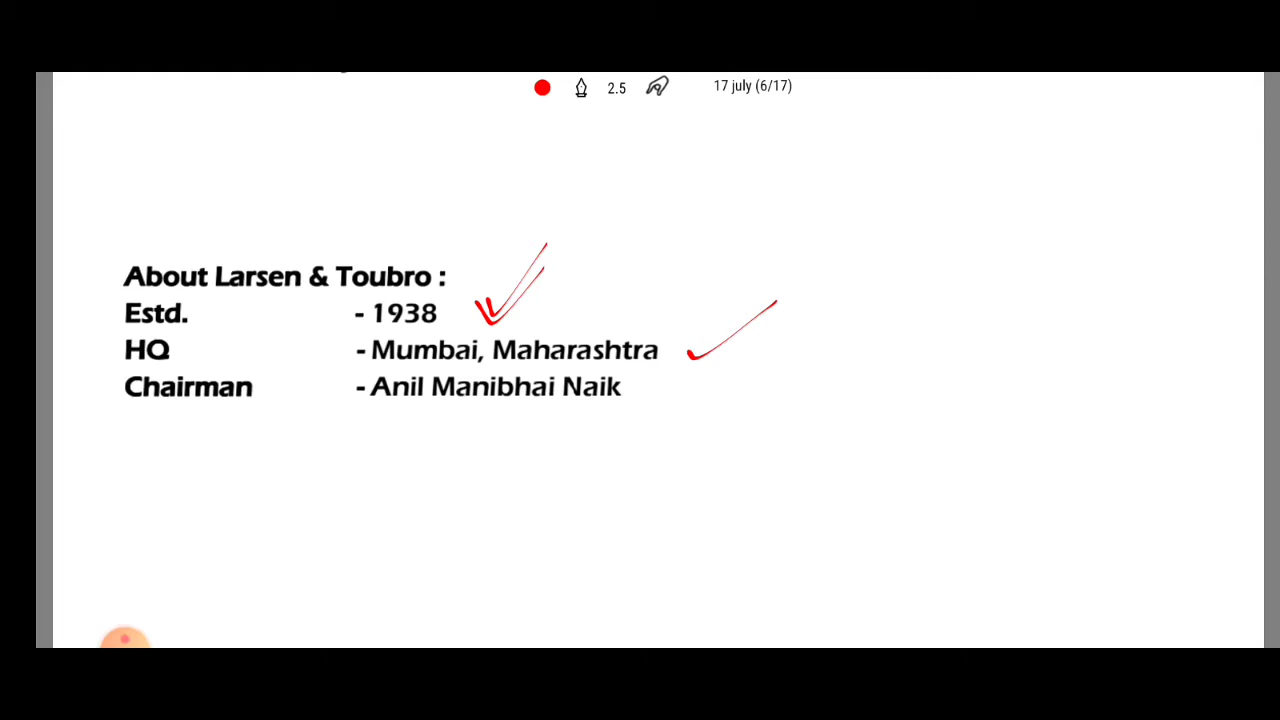 2.5 17 july (6/17)
About Larsen & Toubro :
Estd. - 1938
HQ - Mumbai, Maharashtra
Chairman - Anil Manibhai Naik